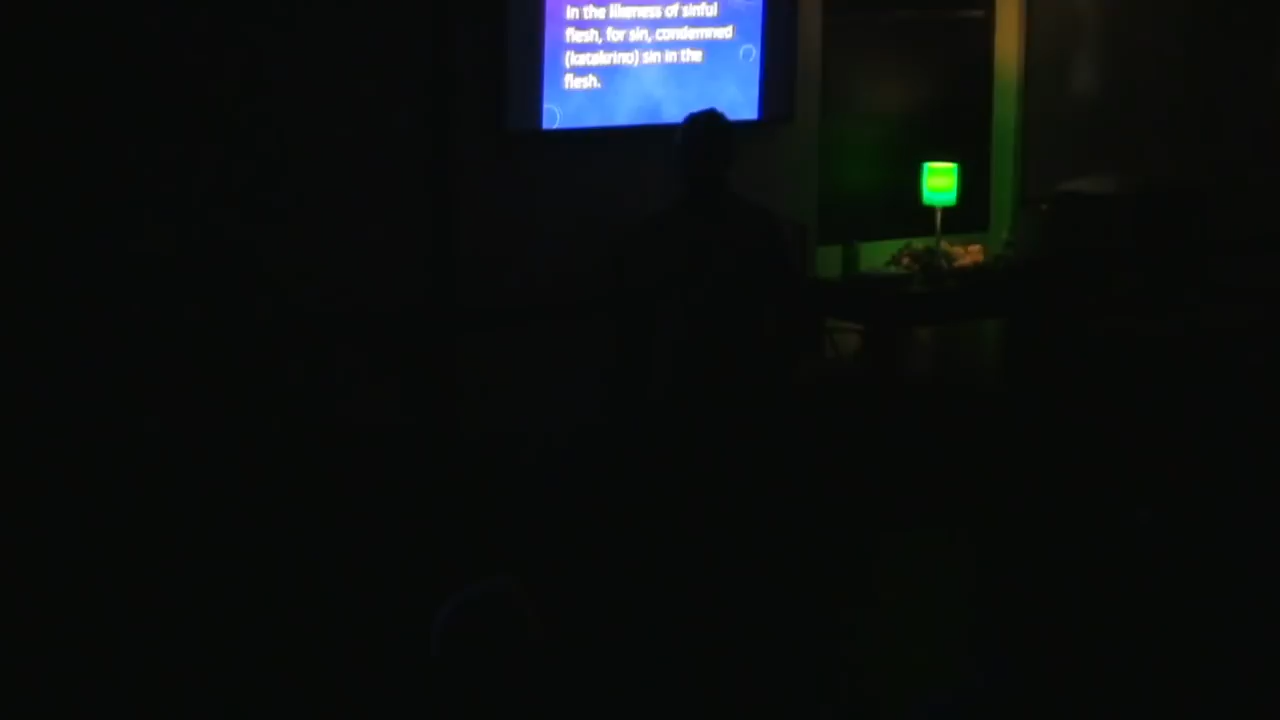 In the likeness of sinful
flesh, for sin, condemned
(katakrino) sin in the
flesh.